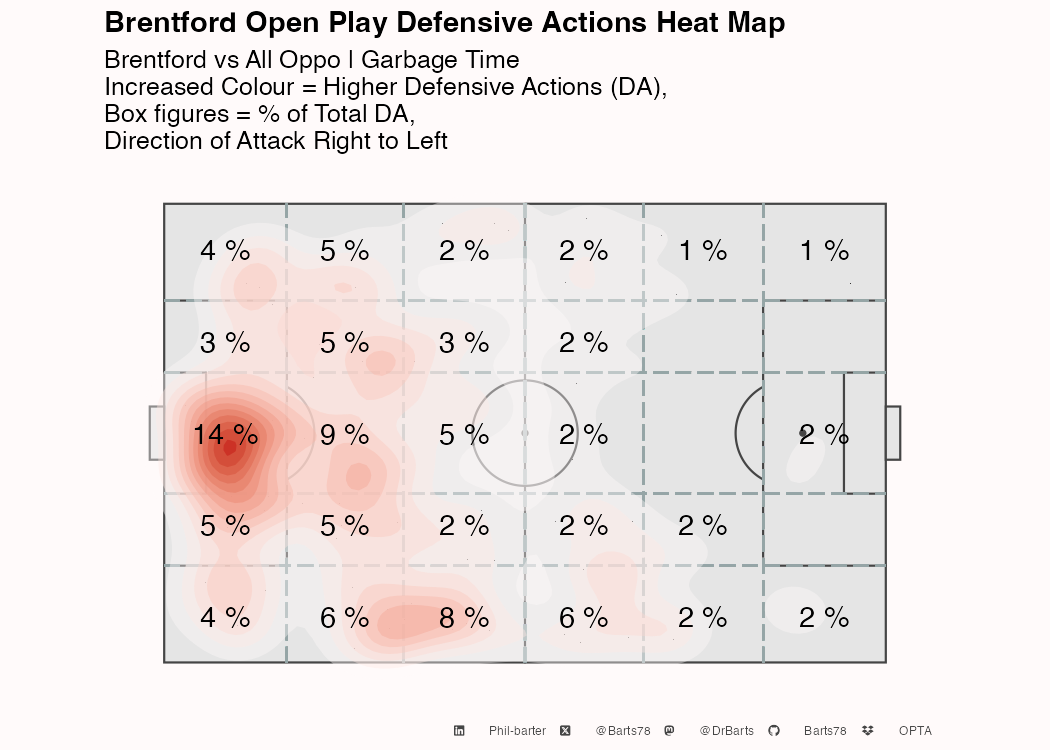 Brentford Open Play Defensive Actions Heat Map
Brentford vs All Oppo | Garbage Time
Increased Colour = Higher Defensive Actions (DA),
Box figures = % of Total DA,
Direction of Attack Right to Left
4 % 5 % 2 % 2 % 1 % 1 %
3 % 5 % 3 % 2 %
14 % 9 % 5 % 2 % 2 %
5 % 5 % 2 % 2 % 2 %
4 % 6 % 8 % 6 % 2 % 2 %
Phil-barter @Barts78 @DrBarts Barts78 OPTA